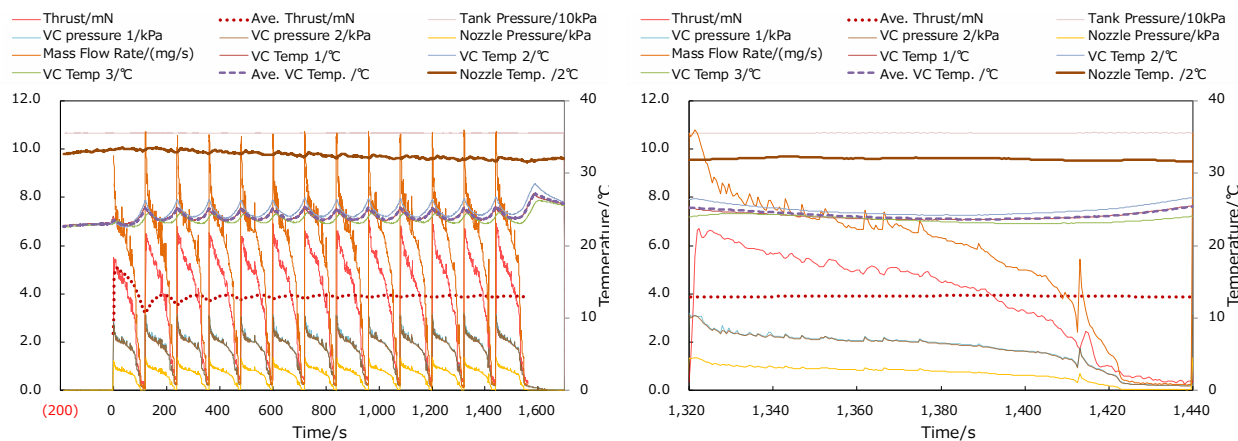 Thrust/mN Ave. Thrust/mN Tank Pressure/10kPa
VC pressure 1/kPa VC pressure 2/kPa Nozzle Pressure/kPa
Mass Flow Rate/(mg/s) VC Temp 1/℃ VC Temp 2/℃
VC Temp 3/℃ Ave. VC Temp. /℃ Nozzle Temp. /2℃
12.0 40
10.0
30
8.0
6.0 20
4.0
10
2.0
0.0 0
Temperature/℃
(200) 0 200 400 600 800 1,000 1,200 1,400 1,600
Time/s
Thrust/mN Ave. Thrust/mN Tank Pressure/10kPa
VC pressure 1/kPa VC pressure 2/kPa Nozzle Pressure/kPa
Mass Flow Rate/(mg/s) VC Temp 1/℃ VC Temp 2/℃
VC Temp 3/℃ Ave. VC Temp. /℃ Nozzle Temp. /2℃
12.0 40
10.0
30
8.0
6.0 20
4.0
10
2.0
0.0 0
Temperature/℃
1,320 1,340 1,360 1,380 1,400 1,420 1,440
Time/s